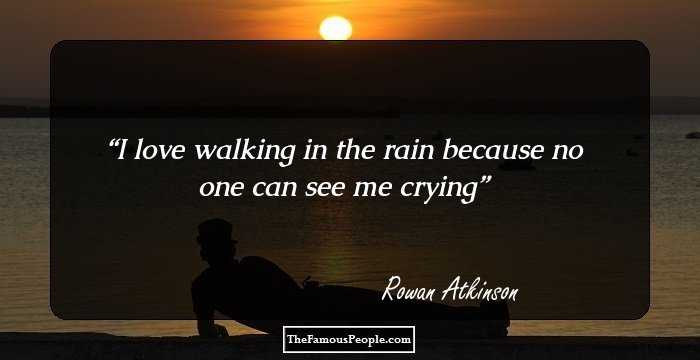 “I love walking in the rain because no
one can see me crying”
Rowan Atkinson
TheFamousPeople.com